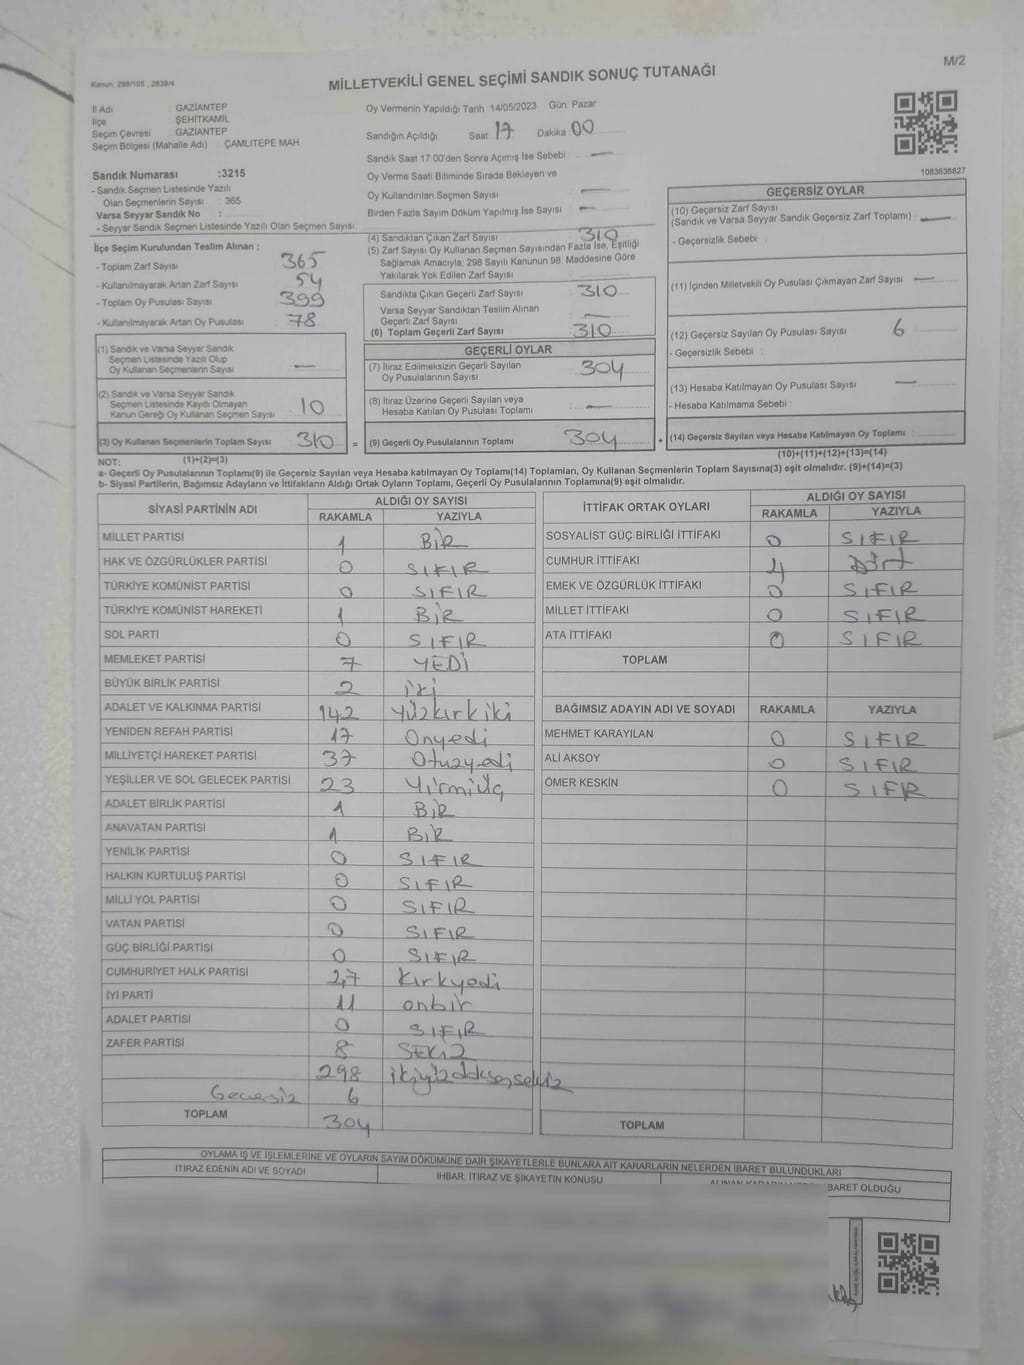 M/2
Kanun: 298/105 ; 2839/4
MİLLETVEKİLİ GENEL SEÇİMİ SANDIK SONUÇ TUTANAĞI
İl Adı : GAZİANTEP
İlçe : ŞEHİTKAMİL
Seçim Çevresi : GAZİANTEP
Seçim Bölgesi (Mahalle Adı) : ÇAMLITEPE MAH.
Sandık Numarası :3215
- Sandık Seçmen Listesinde Yazılı
Olan Seçmenlerin Sayısı : 365
Varsa Seyyar Sandık No :
- Seyyar Sandık Seçmen Listesinde Yazılı Olan Seçmen Sayısı :
İlçe Seçim Kurulundan Teslim Alınan ;
- Toplam Zarf Sayısı 365
- Kullanılmayarak Artan Zarf Sayısı 54
- Toplam Oy Pusulası Sayısı 399
- Kullanılmayarak Artan Oy Pusulası 78
(1) Sandık ve Varsa Seyyar Sandık
Seçmen Listesinde Yazılı Olup
Oy Kullanan Seçmenlerin Sayısı —
(2) Sandık ve Varsa Seyyar Sandık
Seçmen Listesinde Kayıtlı Olmayan
Kanun Gereği Oy Kullanan Seçmen Sayısı 10
(3) Oy Kullanan Seçmenlerin Toplam Sayısı 310 =
Oy Vermenin Yapıldığı Tarih 14/05/2023 Gün: Pazar
Sandığın Açıldığı Saat 17 Dakika 00
Sandık Saat 17:00'den Sonra Açımış İse Sebebi —
Oy Verme Saati Bitiminde Sırada Bekleyen ve
Oy Kullandırılan Seçmen Sayısı —
Birden Fazla Sayım Döküm Yapılmış İse Sayısı —
(4) Sandıktan Çıkan Zarf Sayısı 310
(5) Zarf Sayısı Oy Kullanan Seçmen Sayısından Fazla İse, Eşitliği
Sağlamak Amacıyla; 298 Sayılı Kanunun 98. Maddesine Göre
Yakılarak Yok Edilen Zarf Sayısı
Sandıkta Çıkan Geçerli Zarf Sayısı : 310
Varsa Seyyar Sandıktan Teslim Alınan
Geçerli Zarf Sayısı : —
(6) Toplam Geçerli Zarf Sayısı : 310
GEÇERLİ OYLAR
(7) İtiraz Edilmeksizin Geçerli Sayılan
Oy Pusulalarının Sayısı : 304
(8) İtiraz Üzerine Geçerli Sayılan veya
Hesaba Katılan Oy Pusulası Toplamı : —
(9) Geçerli Oy Pusulalarının Toplamı 304 +
1083636827
GEÇERSİZ OYLAR
(10) Geçersiz Zarf Sayısı
(Sandık ve Varsa Seyyar Sandık Geçersiz Zarf Toplamı) : —
- Geçersizlik Sebebi :
(11) İçinden Milletvekili Oy Pusulası Çıkmayan Zarf Sayısı —
(12) Geçersiz Sayılan Oy Pusulası Sayısı : 6
- Geçersizlik Sebebi :
(13) Hesaba Katılmayan Oy Pusulası Sayısı : —
- Hesaba Katılmama Sebebi :
(14) Geçersiz Sayılan veya Hesaba Katılmayan Oy Toplamı :
NOT: (1)+(2)=(3) (10)+(11)+(12)+(13)=(14)
a- Geçerli Oy Pusulalarının Toplamı(9) ile Geçersiz Sayılan veya Hesaba katılmayan Oy Toplamı(14) Toplamları, Oy Kullanan Seçmenlerin Toplam Sayısına(3) eşit olmalıdır. (9)+(14)=(3)
b- Siyasi Partilerin, Bağımsız Adayların ve İttifakların Aldığı Ortak Oyların Toplamı, Geçerli Oy Pusulalarının Toplamına(9) eşit olmalıdır.
SİYASİ PARTİNİN ADI ALDIĞI OY SAYISI
RAKAMLA YAZIYLA
MİLLET PARTİSİ 1 BİR
HAK VE ÖZGÜRLÜKLER PARTİSİ 0 SIFIR
TÜRKİYE KOMÜNİST PARTİSİ 0 SIFIR
TÜRKİYE KOMÜNİST HAREKETİ 1 BİR
SOL PARTİ 0 SIFIR
MEMLEKET PARTİSİ 7 YEDİ
BÜYÜK BİRLİK PARTİSİ 2 iki
ADALET VE KALKINMA PARTİSİ 142 Yüzkırkiki
YENİDEN REFAH PARTİSİ 17 Onyedi
MİLLİYETÇİ HAREKET PARTİSİ 37 Otuzyedi
YEŞİLLER VE SOL GELECEK PARTİSİ 23 Yirmiüç
ADALET BİRLİK PARTİSİ 1 BİR
ANAVATAN PARTİSİ 1 BİR
YENİLİK PARTİSİ 0 SIFIR
HALKIN KURTULUŞ PARTİSİ 0 SIFIR
MİLLİ YOL PARTİSİ 0 SIFIR
VATAN PARTİSİ 0 SIFIR
GÜÇ BİRLİĞİ PARTİSİ 0 SIFIR
CUMHURİYET HALK PARTİSİ Kırkyedi
İYİ PARTİ 11 onbir
ADALET PARTİSİ 0 SIFIR
ZAFER PARTİSİ 8 SEKİZ
298
Geçersiz 6
TOPLAM 304
İTTİFAK ORTAK OYLARI ALDIĞI OY SAYISI
RAKAMLA YAZIYLA
SOSYALİST GÜÇ BİRLİĞİ İTTİFAKI 0 SIFIR
CUMHUR İTTİFAKI 4 Dört
EMEK VE ÖZGÜRLÜK İTTİFAKI 0 SIFIR
MİLLET İTTİFAKI 0 SIFIR
ATA İTTİFAKI 0 SIFIR
TOPLAM
BAĞIMSIZ ADAYIN ADI VE SOYADI RAKAMLA YAZIYLA
MEHMET KARAYILAN 0 SIFIR
ALİ AKSOY 0 SIFIR
ÖMER KESKİN 0 SIFIR
TOPLAM
OYLAMA İŞ VE İŞLEMLERİNE VE OYLARIN SAYIM DÖKÜMÜNE DAİR ŞİKAYETLERLE BUNLARA AİT KARARLARIN NELERDEN İBARET BULUNDUKLARI
İTİRAZ EDENİN ADI VE SOYADI İHBAR, İTİRAZ VE ŞİKAYETİN KONUSU BARET OLDUĞU